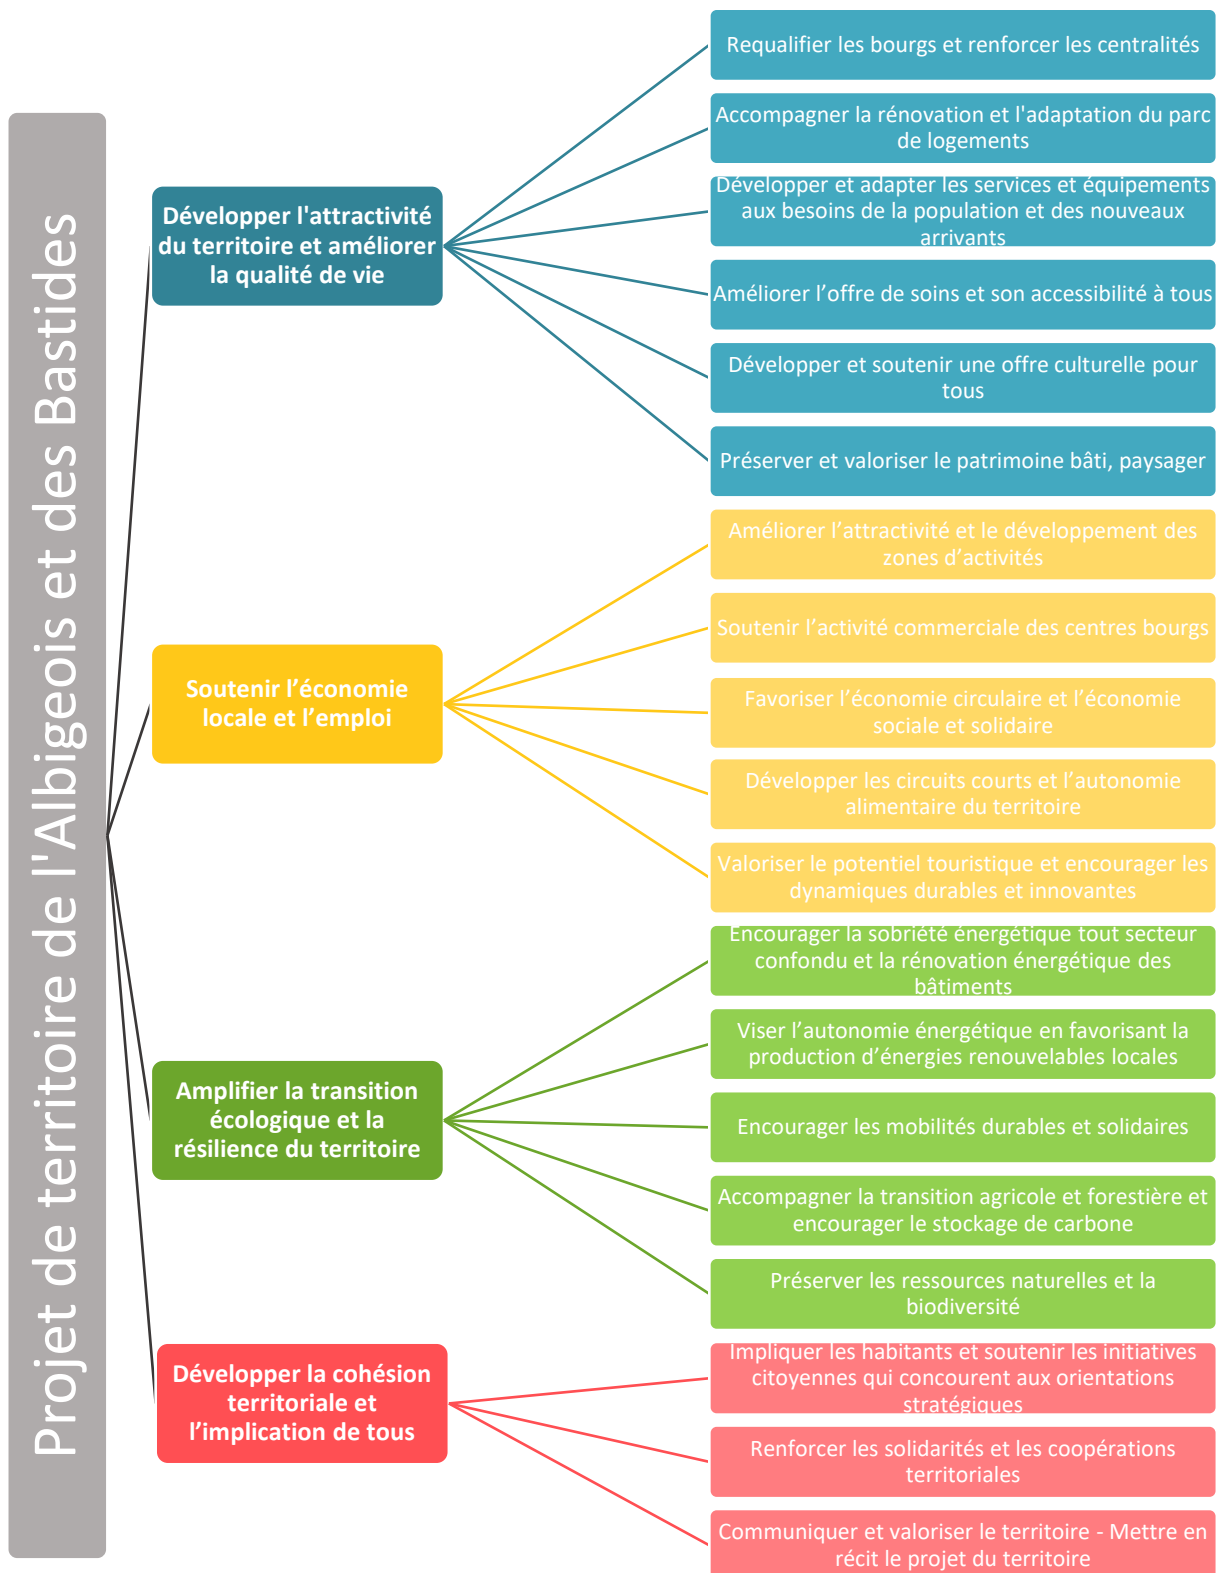 Projet de territoire de l'Albigeois et des Bastides
Développer l'attractivité
du territoire et améliorer
la qualité de vie
Requalifier les bourgs et renforcer les centralités
Accompagner la rénovation et l'adaptation du parc
de logements
Développer et adapter les services et équipements
aux besoins de la population et des nouveaux
arrivants
Améliorer l’offre de soins et son accessibilité à tous
Développer et soutenir une offre culturelle pour
tous
Préserver et valoriser le patrimoine bâti, paysager
Soutenir l’économie
locale et l’emploi
Améliorer l’attractivité et le développement des
zones d’activités
Soutenir l’activité commerciale des centres bourgs
Favoriser l’économie circulaire et l’économie
sociale et solidaire
Développer les circuits courts et l’autonomie
alimentaire du territoire
Valoriser le potentiel touristique et encourager les
dynamiques durables et innovantes
Amplifier la transition
écologique et la
résilience du territoire
Encourager la sobriété énergétique tout secteur
confondu et la rénovation énergétique des
bâtiments
Viser l’autonomie énergétique en favorisant la
production d’énergies renouvelables locales
Encourager les mobilités durables et solidaires
Accompagner la transition agricole et forestière et
encourager le stockage de carbone
Préserver les ressources naturelles et la
biodiversité
Développer la cohésion
territoriale et
l’implication de tous
Impliquer les habitants et soutenir les initiatives
citoyennes qui concourent aux orientations
stratégiques
Renforcer les solidarités et les coopérations
territoriales
Communiquer et valoriser le territoire - Mettre en
récit le projet du territoire